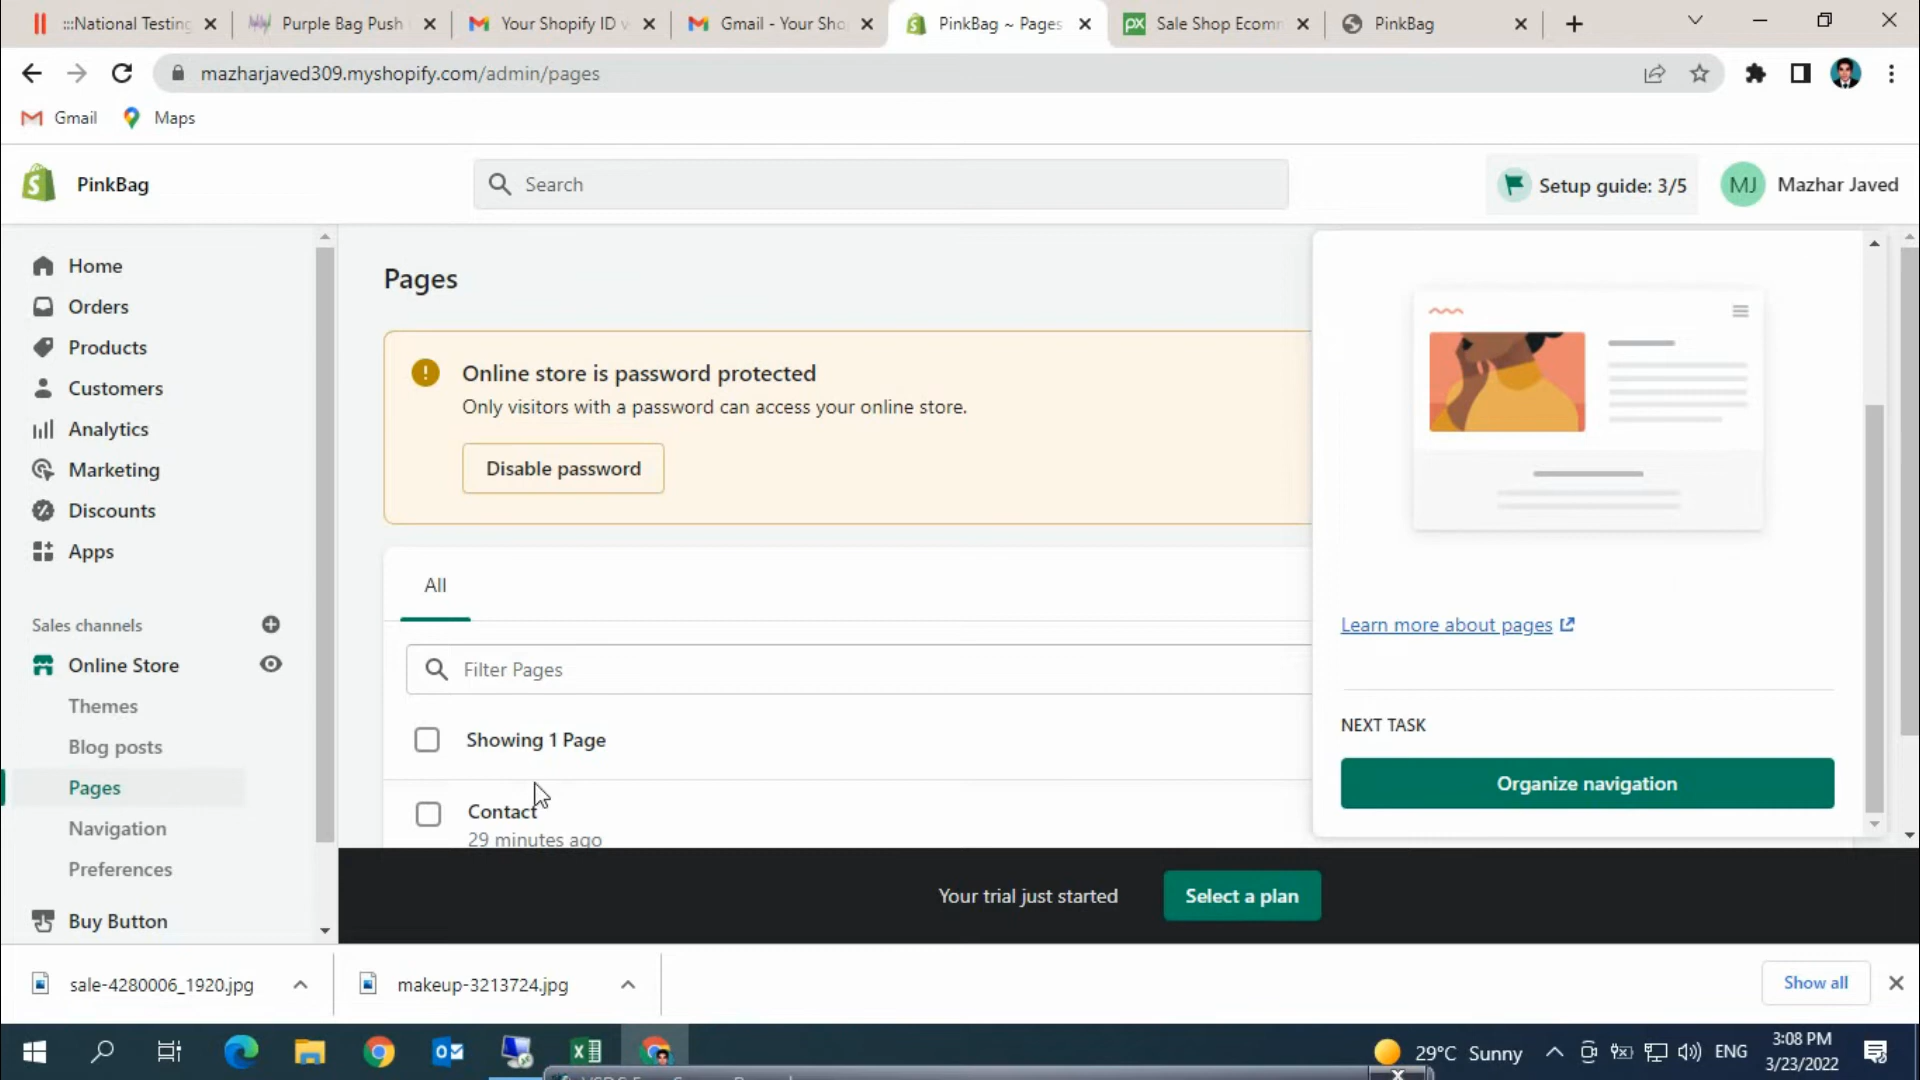 :::National Testing
Purple Bag Push
Your Shopify ID
Gmail - Your Sho
PinkBag ~ Pages
Sale Shop Ecom
PinkBag
mazharjaved309.myshopify.com/admin/pages
Gmail
Maps
PinkBag
Search
Setup guide: 3/5
MJ
Mazhar Javed
Home
Orders
Products
Customers
Analytics
Marketing
Discounts
Apps
Sales channels
Online Store
Themes
Blog posts
Pages
Navigation
Preferences
Buy Button
Pages
Online store is password protected
Only visitors with a password can access your online store.
Disable password
All
Filter Pages
Showing 1 Page
Contact
29 minutes ago
Learn more about pages
NEXT TASK
Organize navigation
Your trial just started
Select a plan
sale-4280006_1920.jpg
makeup-3213724.jpg
Show all
29°C Sunny
ENG
3:08 PM
3/23/2022